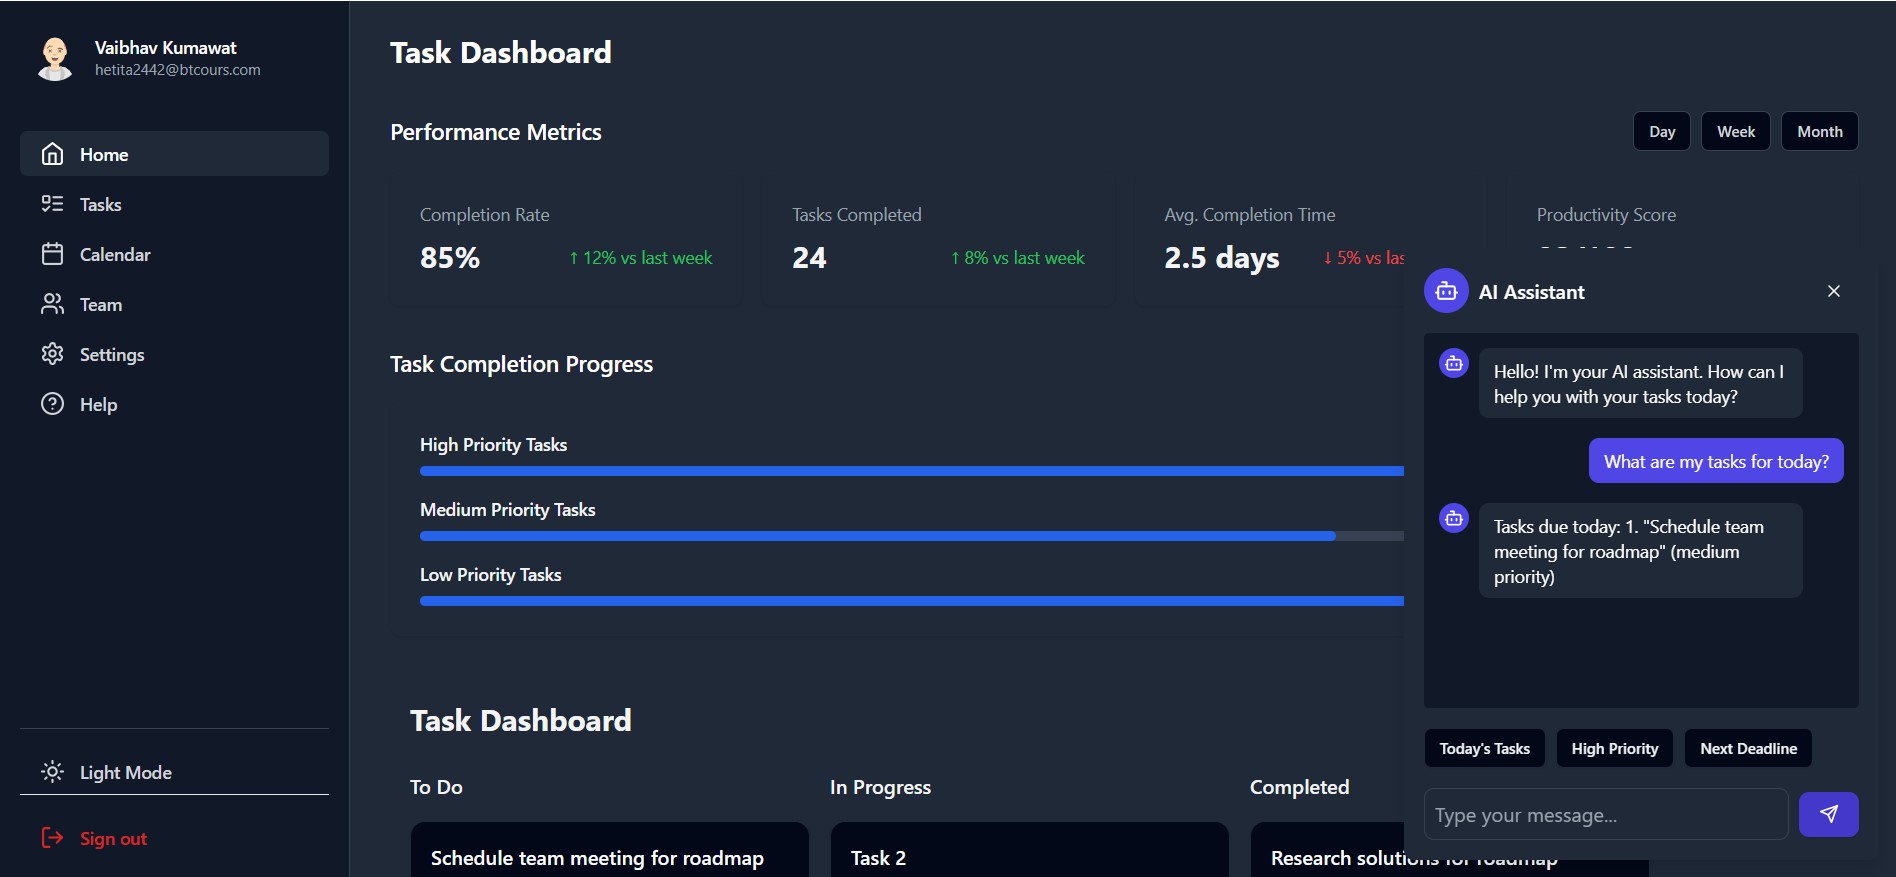 Vaibhav Kumawat
hetita2442@btcours.com
Home
Tasks
Calendar
Team
Settings
Help
Light Mode
Sign out
Task Dashboard
Performance Metrics
Day
Week
Month
Completion Rate
85%
↑ 12% vs last week
Tasks Completed
24
↑ 8% vs last week
Avg. Completion Time
2.5 days
↓ 5% vs las
Productivity Score
Task Completion Progress
High Priority Tasks
Medium Priority Tasks
Low Priority Tasks
Task Dashboard
To Do
Schedule team meeting for roadmap
In Progress
Task 2
Completed
Research solutions for roadmap
AI Assistant
Hello! I'm your AI assistant. How can I
help you with your tasks today?
What are my tasks for today?
Tasks due today: 1. "Schedule team
meeting for roadmap" (medium
priority)
Today's Tasks
High Priority
Next Deadline
Type your message...